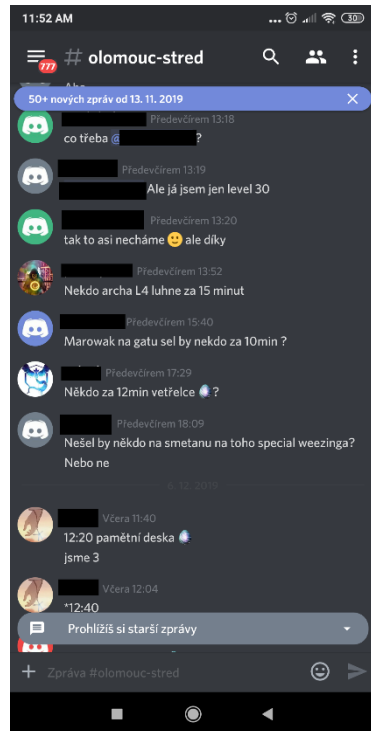 11:52 AM
... 30
777
# olomouc-stred
50+ nových zpráv od 13. 11. 2019
Předevčírem 13:18
co třeba @ ?
Předevčírem 13:19
Ale já jsem jen level 30
Předevčírem 13:20
tak to asi necháme 🙂 ale díky
Předevčírem 13:52
Nekdo archa L4 luhne za 15 minut
Předevčírem 15:40
Marowak na gatu sel by nekdo za 10min ?
Předevčírem 17:29
Někdo za 12min vetřelce ?
Předevčírem 18:09
Nešel by někdo na smetanu na toho special weezinga?
Nebo ne
6. 12. 2019
Včera 11:40
12:20 pamětní deska
jsme 3
Včera 12:04
*12:40
Prohlížíš si starší zprávy
+ Zpráva #olomouc-stred